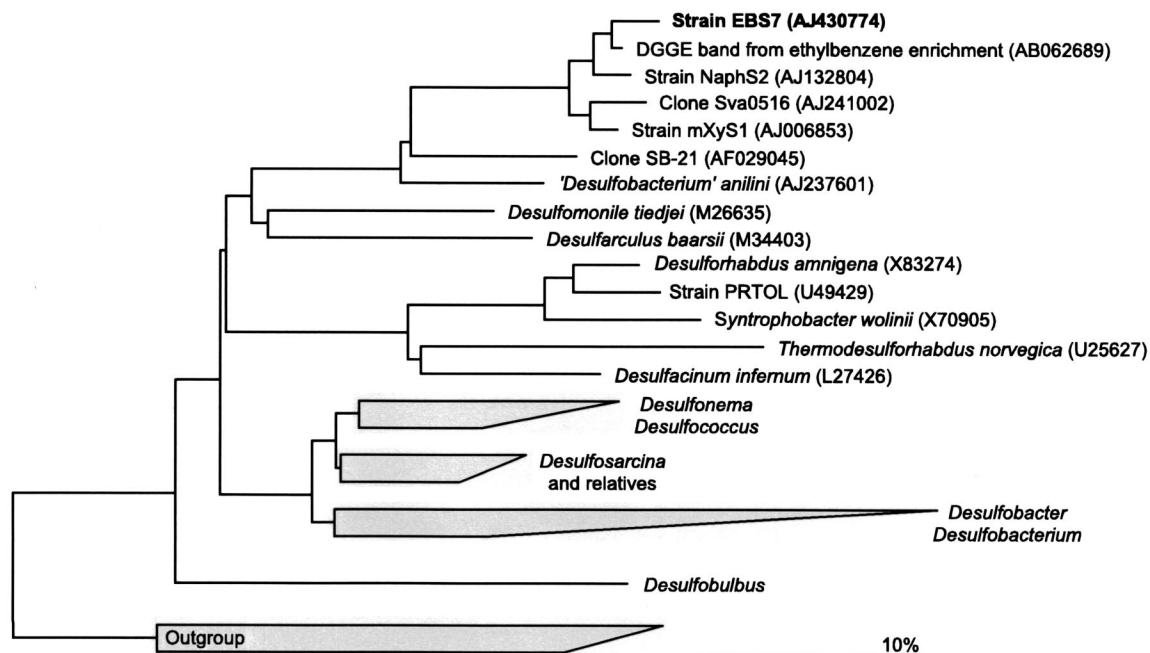 Strain EBS7 (AJ430774)
DGGE band from ethylbenzene enrichment (AB062689)
Strain NaphS2 (AJ132804)
Clone Sva0516 (AJ241002)
Strain mXyS1 (AJ006853)
Clone SB-21 (AF029045)
'Desulfobacterium' anilini (AJ237601)
Desulfomonile tiedjei (M26635)
Desulfarculus baarsii (M34403)
Desulforhabdus amnigena (X83274)
Strain PRTOL (U49429)
Syntrophobacter wolinii (X70905)
Thermodesulforhabdus norvegica (U25627)
Desulfacinum infernum (L27426)
Desulfonema
Desulfococcus
Desulfosarcina
and relatives
Desulfobacter
Desulfobacterium
Desulfobulbus
Outgroup
10%